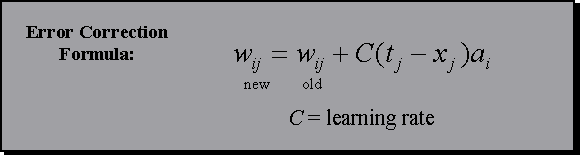 Error Correction
Formula:
w_ij = w_ij + C(t_j − x_j)a_i
new old
C = learning rate